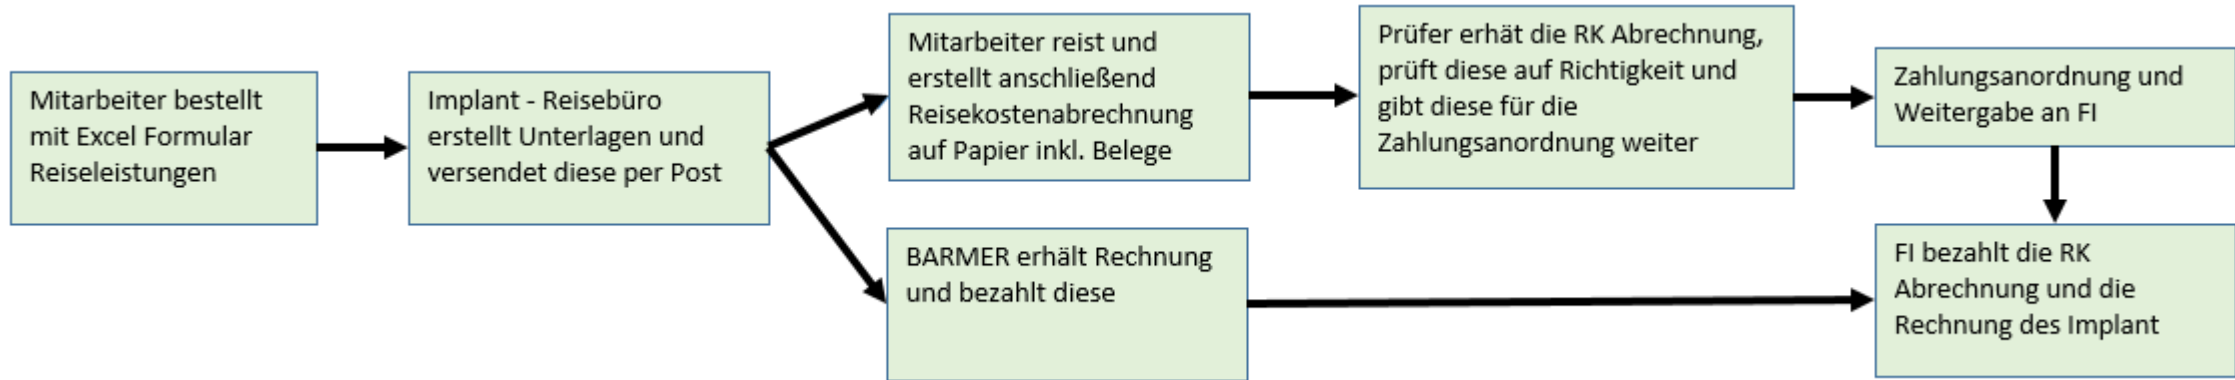 Mitarbeiter bestellt
mit Excel Formular
Reiseleistungen
Implant - Reisebüro
erstellt Unterlagen und
versendet diese per Post
Mitarbeiter reist und
erstellt anschließend
Reisekostenabrechnung
auf Papier inkl. Belege
Prüfer erhät die RK Abrechnung,
prüft diese auf Richtigkeit und
gibt diese für die
Zahlungsanordnung weiter
Zahlungsanordnung und
Weitergabe an FI
BARMER erhält Rechnung
und bezahlt diese
FI bezahlt die RK
Abrechnung und die
Rechnung des Implant